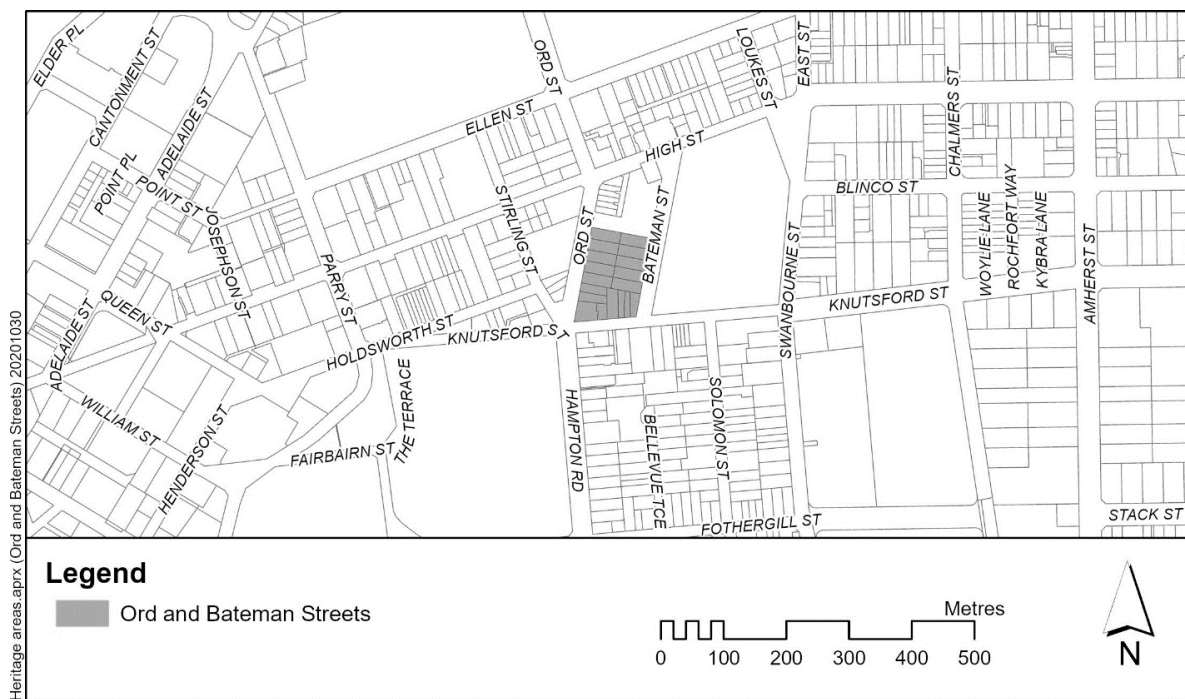 ELDER PL
CANTONMENT ST
ADELAIDE ST
POINT PL
POINT ST
JOSEPHSON ST
PARRY ST
ELLEN ST
ORD ST
HIGH ST
LOUKES ST
EAST ST
CHALMERS ST
BLINCO ST
STIRLING ST
ORD ST
BATEMAN ST
SWANBOURNE ST
WOYLIE LANE
ROCHFORT WAY
KYBRA LANE
AMHERST ST
KNUTSFORD ST
ADELAIDE ST
QUEEN ST
HOLDSWORTH ST
KNUTSFORD ST
WILLIAM ST
HENDERSON ST
FAIRBAIRN ST
THE TERRACE
HAMPTON RD
BELLEVUE TCE
SOLOMON ST
FOTHERGILL ST
STACK ST
Heritage areas.aprx (Ord and Bateman Streets) 20201030
Legend
Ord and Bateman Streets
Metres
0 100 200 300 400 500
N